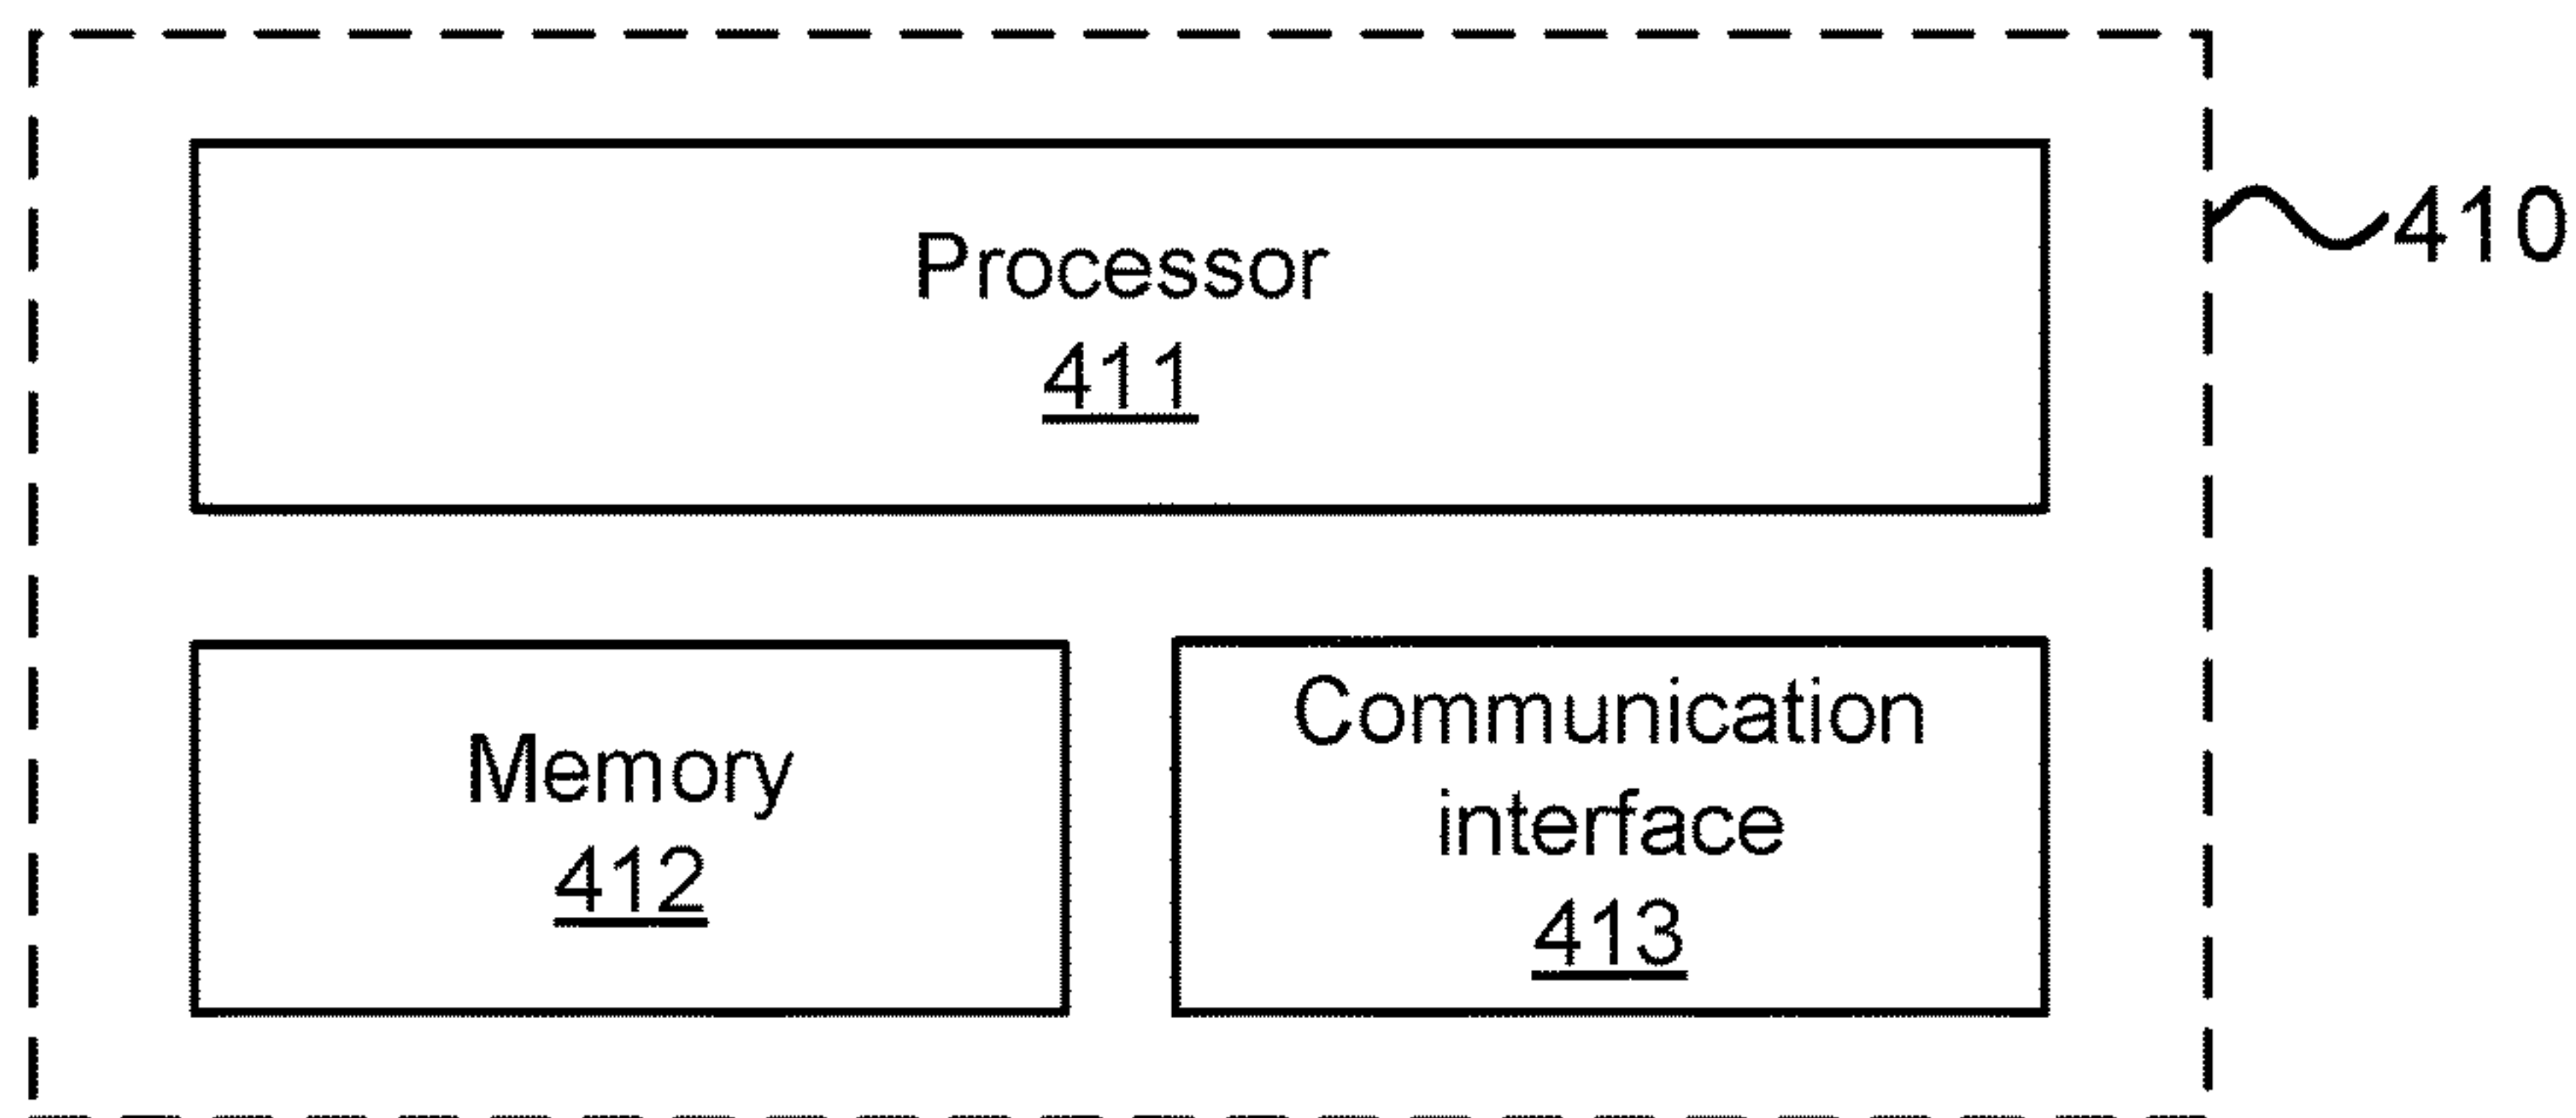 Processor
411
410
Memory
412
Communication
interface
413